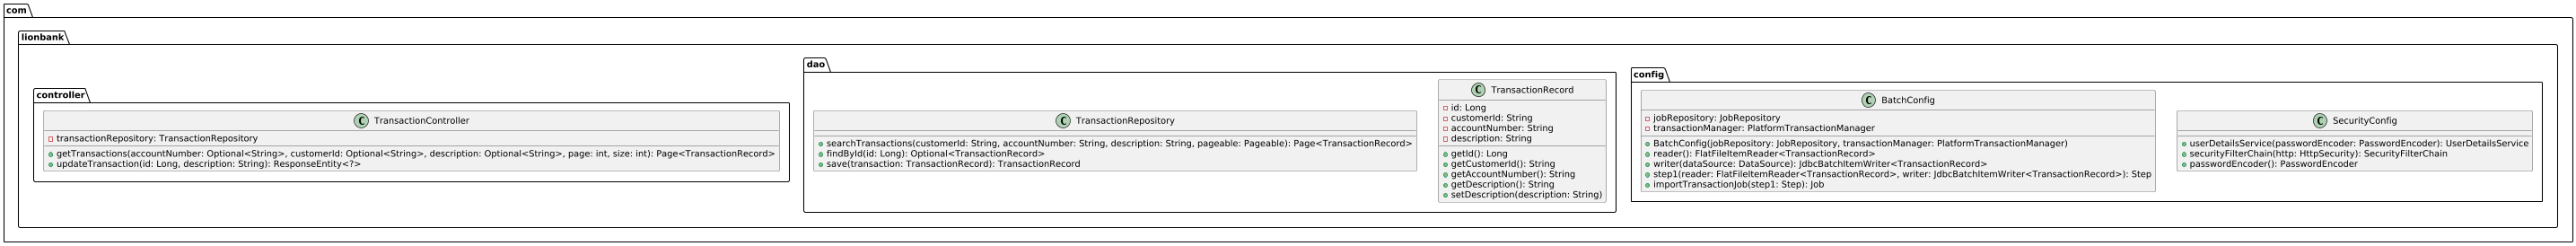 com
lionbank
controller
C TransactionController
transactionRepository: TransactionRepository
getTransactions(accountNumber: Optional<String>, customerId: Optional<String>, description: Optional<String>, page: int, size: int): Page<TransactionRecord>
updateTransaction(id: Long, description: String): ResponseEntity<?>
dao
C TransactionRepository
searchTransactions(customerId: String, accountNumber: String, description: String, pageable: Pageable): Page<TransactionRecord>
findById(id: Long): Optional<TransactionRecord>
save(transaction: TransactionRecord): TransactionRecord
C TransactionRecord
id: Long
customerId: String
accountNumber: String
description: String
getId(): Long
getCustomerId(): String
getAccountNumber(): String
getDescription(): String
setDescription(description: String)
config
C BatchConfig
jobRepository: JobRepository
transactionManager: PlatformTransactionManager
BatchConfig(jobRepository: JobRepository, transactionManager: PlatformTransactionManager)
reader(): FlatFileItemReader<TransactionRecord>
writer(dataSource: DataSource): JdbcBatchItemWriter<TransactionRecord>
step1(reader: FlatFileItemReader<TransactionRecord>, writer: JdbcBatchItemWriter<TransactionRecord>): Step
importTransactionJob(step1: Step): Job
C SecurityConfig
userDetailsService(passwordEncoder: PasswordEncoder): UserDetailsService
securityFilterChain(http: HttpSecurity): SecurityFilterChain
passwordEncoder(): PasswordEncoder